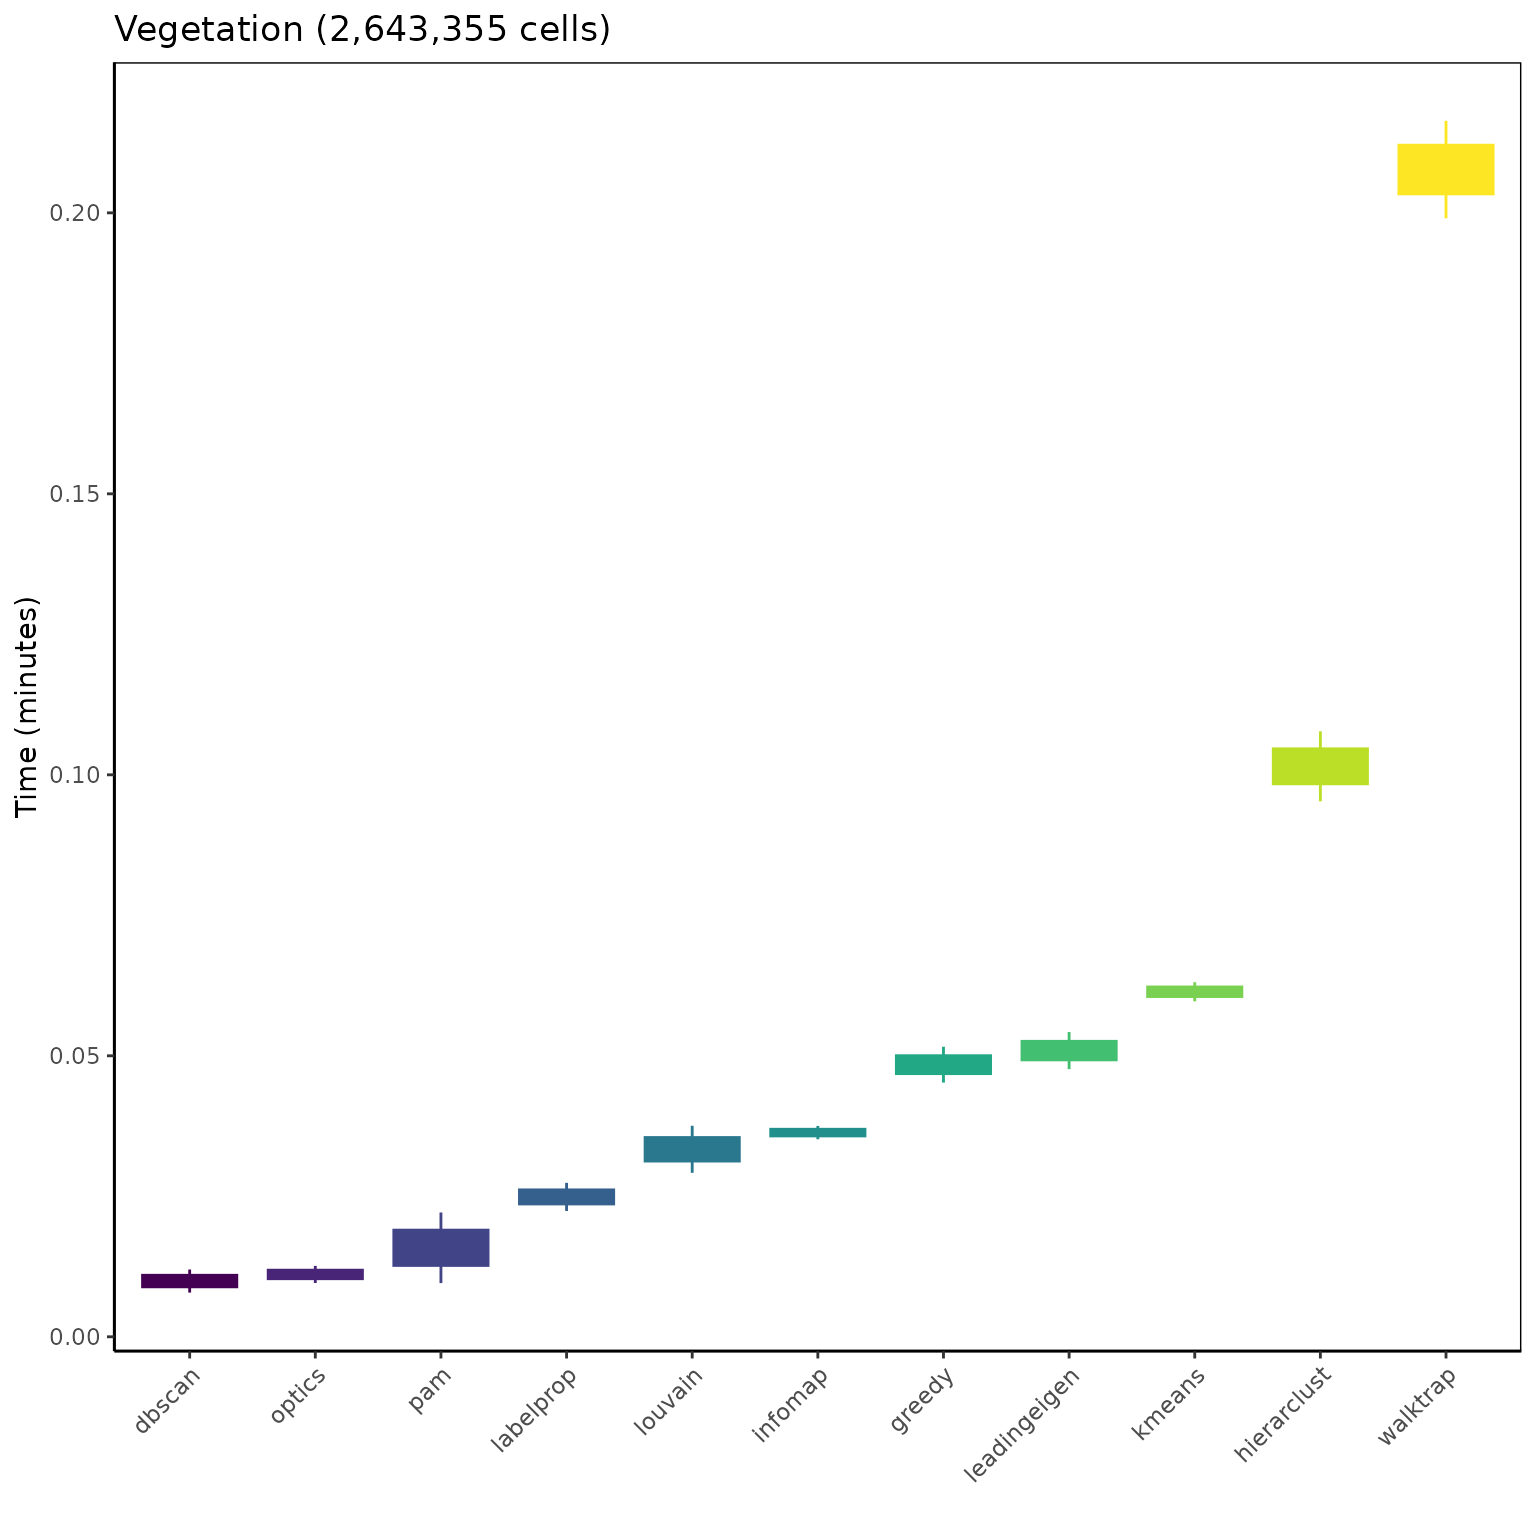 Vegetation (2,643,355 cells)
Time (minutes)
0.20
0.15
0.10
0.05
0.00
dbscan
optics
pam
labelprop
louvain
infomap
greedy
leadingeigen
kmeans
hierarclust
walktrap